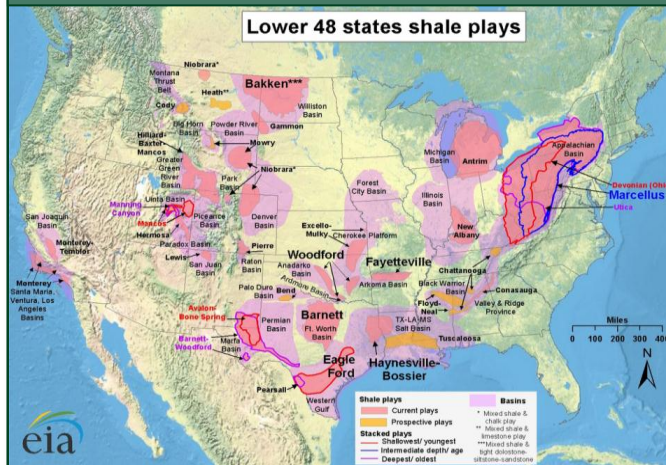 Lower 48 states shale plays
Niobrara*
Montana
Thrust
Belt
Heath**
Bakken***
Cody
Williston
Basin
Big Horn
Basin
Powder River
Basin
Gammon
Hilliard-
Baxter-
Mancos
Mowry
Greater
Green
River
Basin
Niobrara*
Park
Basin
Michigan
Basin
Antrim
Appalachian
Basin
Devonian (Ohio
Marcellus
Utica
Uinta Basin
Manning
Canyon
Mancos
Piceance
Basin
Denver
Basin
Forest
City Basin
Illinois
Basin
San Joaquin
Basin
Monterey-
Temblor
Hermosa
Paradox Basin
Lewis
San Juan
Basin
Pierre
Raton
Basin
Excello-
Mulky
Cherokee Platform
New
Albany
Woodford
Anadarko
Basin
Ardmore Basin
Fayetteville
Arkoma Basin
Chattanooga
Black Warrior
Basin
Conasauga
Monterey
Santa Maria,
Ventura, Los
Angeles
Basins
Palo Duro
Basin
Bend
Floyd-
Neal
Valley & Ridge
Province
Avalon-
Bone Spring
Permian
Basin
Barnett
Ft. Worth
Basin
TX-LA-MS
Salt Basin
Tuscaloosa
Marfa
Basin
Barnett-
Woodford
Eagle
Ford
Haynesville-
Bossier
Pearsall
Western
Gulf
Miles
0 100 200 300 400
N
Shale plays
Current plays
Prospective plays
Stacked plays
Shallowest/ youngest
Intermediate depth/ age
Deepest/ oldest
Basins
* Mixed shale &
chalk play
** Mixed shale &
limestone play
***Mixed shale &
tight dolostone-
siltstone-sandstone
eia